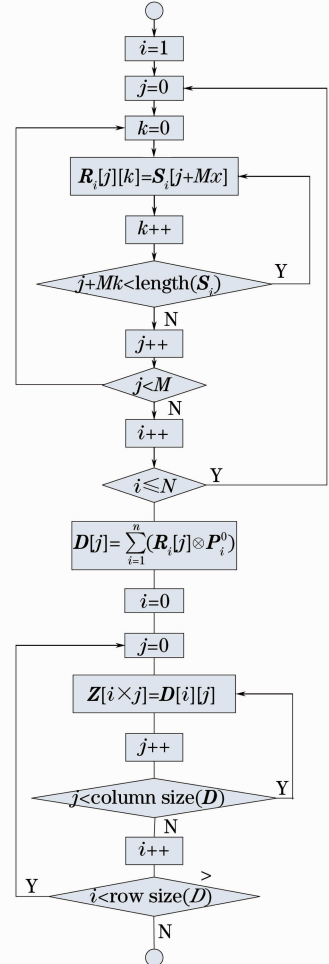 i=1
j=0
k=0
R_i[j][k]=S_i[j+Mx]
k++
j+Mk<length(S_i)
Y
N
j++
j<M
N
i++
i≤N
Y
D[j]=∑_{i=1}^{n}(R_i[j]⊗P_i^0)
i=0
j=0
Z[i×j]=D[i][j]
j++
j<column size(D)
Y
N
i++
>
i<row size(D)
Y
N